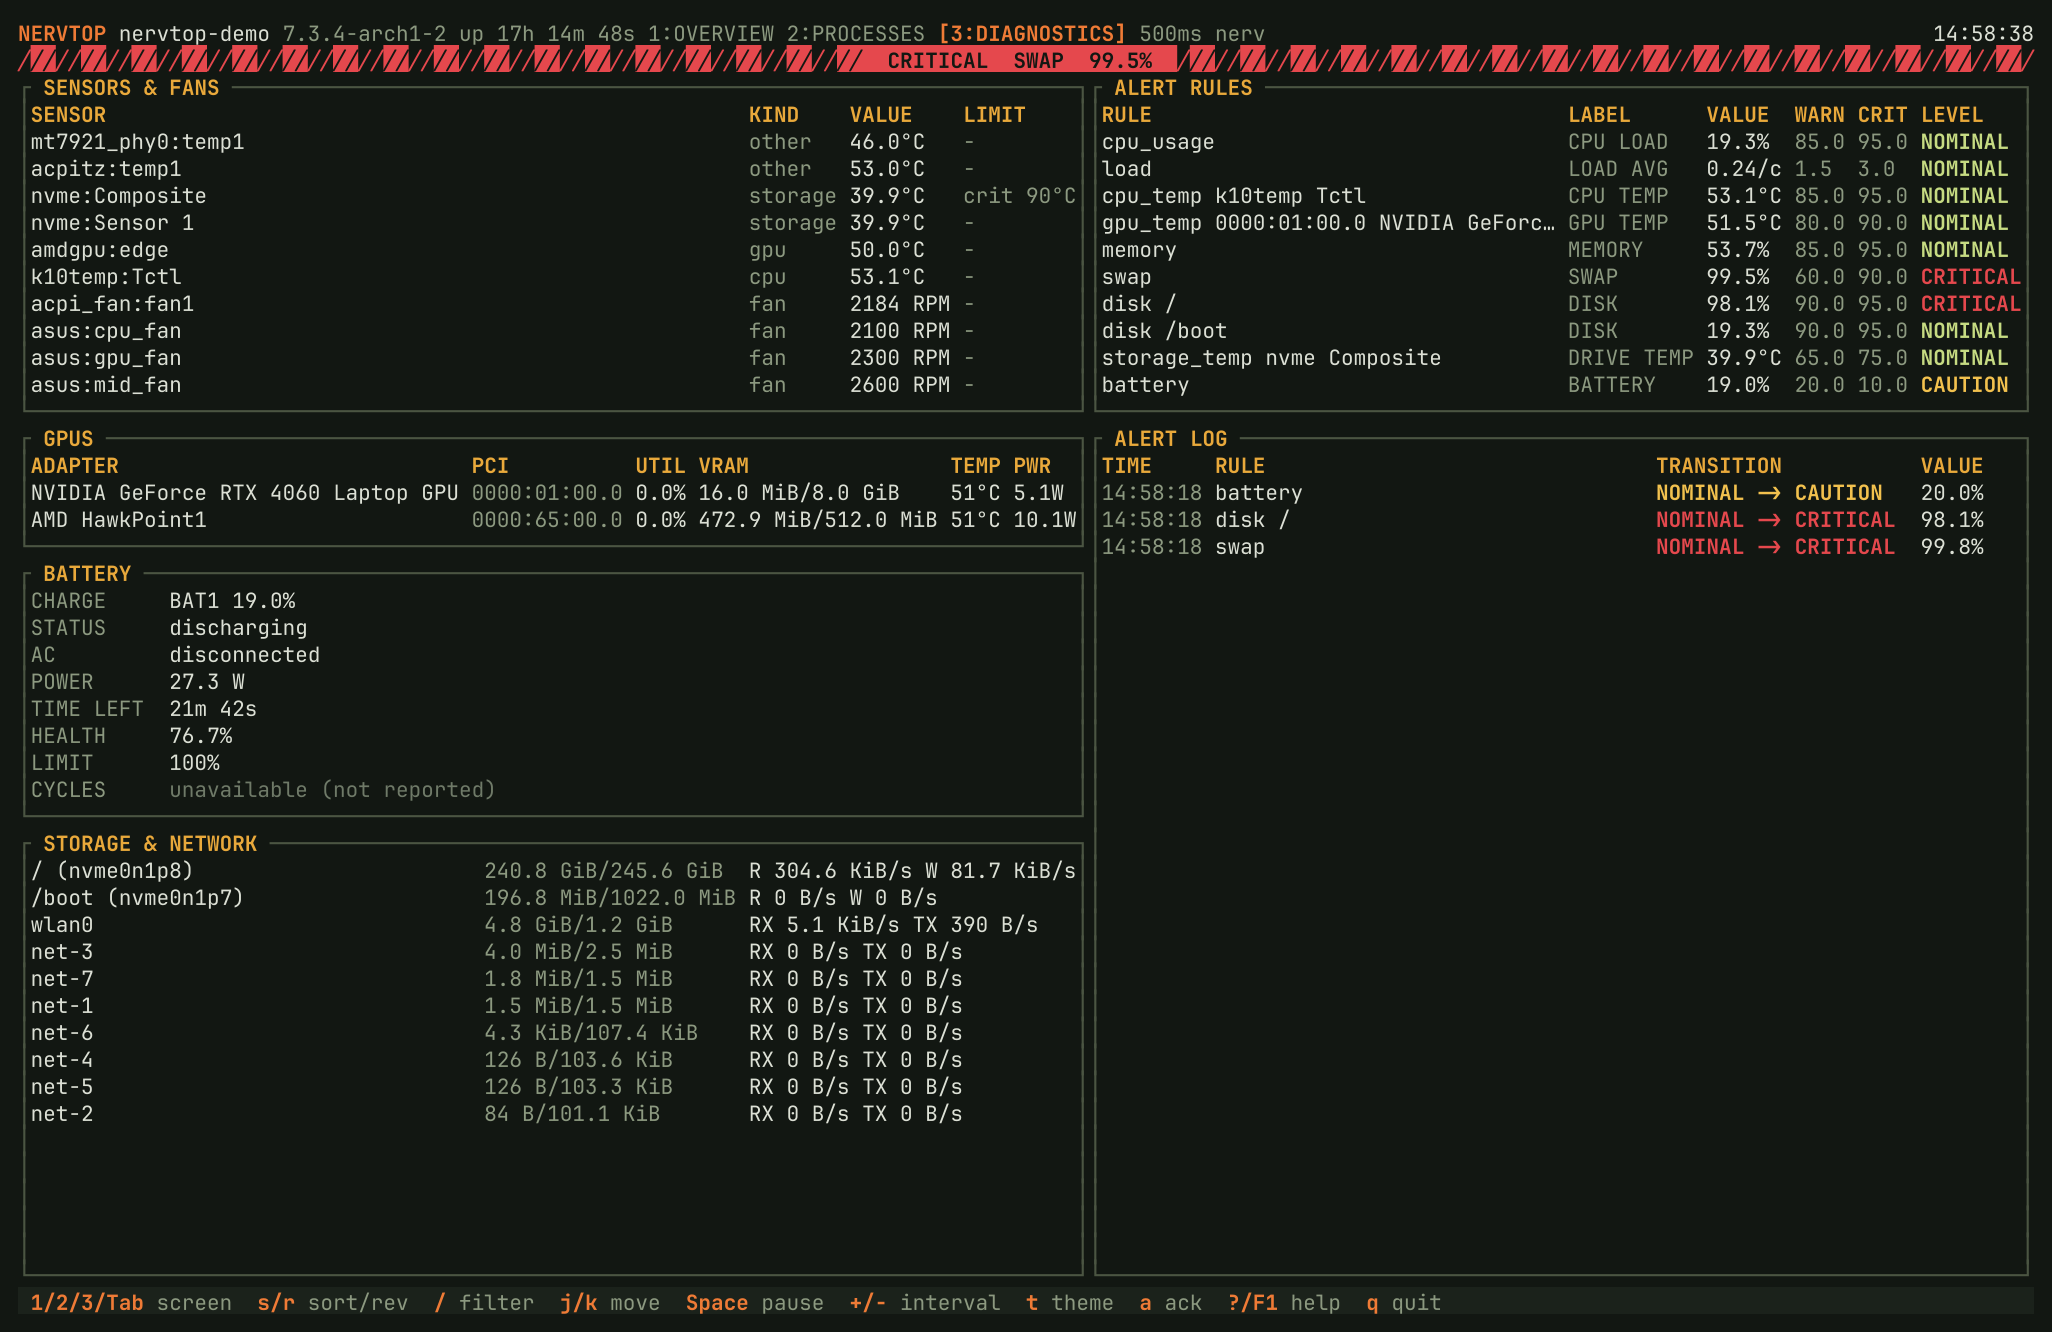 NERVTOP nervtop-demo 7.3.4-arch1-2 up 17h 14m 48s 1:OVERVIEW 2:PROCESSES [3:DIAGNOSTICS] 500ms nerv 14:58:38
CRITICAL SWAP 99.5%
SENSORS & FANS
SENSOR KIND VALUE LIMIT
mt7921_phy0:temp1 other 46.0°C -
acpitz:temp1 other 53.0°C -
nvme:Composite storage 39.9°C crit 90°C
nvme:Sensor 1 storage 39.9°C -
amdgpu:edge gpu 50.0°C -
k10temp:Tctl cpu 53.1°C -
acpi_fan:fan1 fan 2184 RPM -
asus:cpu_fan fan 2100 RPM -
asus:gpu_fan fan 2300 RPM -
asus:mid_fan fan 2600 RPM -
ALERT RULES
RULE LABEL VALUE WARN CRIT LEVEL
cpu_usage CPU LOAD 19.3% 85.0 95.0 NOMINAL
load LOAD AVG 0.24/c 1.5 3.0 NOMINAL
cpu_temp k10temp Tctl CPU TEMP 53.1°C 85.0 95.0 NOMINAL
gpu_temp 0000:01:00.0 NVIDIA GeForc… GPU TEMP 51.5°C 80.0 90.0 NOMINAL
memory MEMORY 53.7% 85.0 95.0 NOMINAL
swap SWAP 99.5% 60.0 90.0 CRITICAL
disk / DISK 98.1% 90.0 95.0 CRITICAL
disk /boot DISK 19.3% 90.0 95.0 NOMINAL
storage_temp nvme Composite DRIVE TEMP 39.9°C 65.0 75.0 NOMINAL
battery BATTERY 19.0% 20.0 10.0 CAUTION
GPUS
ADAPTER PCI UTIL VRAM TEMP PWR
NVIDIA GeForce RTX 4060 Laptop GPU 0000:01:00.0 0.0% 16.0 MiB/8.0 GiB 51°C 5.1W
AMD HawkPoint1 0000:65:00.0 0.0% 472.9 MiB/512.0 MiB 51°C 10.1W
ALERT LOG
TIME RULE TRANSITION VALUE
14:58:18 battery NOMINAL → CAUTION 20.0%
14:58:18 disk / NOMINAL → CRITICAL 98.1%
14:58:18 swap NOMINAL → CRITICAL 99.8%
BATTERY
CHARGE BAT1 19.0%
STATUS discharging
AC disconnected
POWER 27.3 W
TIME LEFT 21m 42s
HEALTH 76.7%
LIMIT 100%
CYCLES unavailable (not reported)
STORAGE & NETWORK
/ (nvme0n1p8) 240.8 GiB/245.6 GiB R 304.6 KiB/s W 81.7 KiB/s
/boot (nvme0n1p7) 196.8 MiB/1022.0 MiB R 0 B/s W 0 B/s
wlan0 4.8 GiB/1.2 GiB RX 5.1 KiB/s TX 390 B/s
net-3 4.0 MiB/2.5 MiB RX 0 B/s TX 0 B/s
net-7 1.8 MiB/1.5 MiB RX 0 B/s TX 0 B/s
net-1 1.5 MiB/1.5 MiB RX 0 B/s TX 0 B/s
net-6 4.3 KiB/107.4 KiB RX 0 B/s TX 0 B/s
net-4 126 B/103.6 KiB RX 0 B/s TX 0 B/s
net-5 126 B/103.3 KiB RX 0 B/s TX 0 B/s
net-2 84 B/101.1 KiB RX 0 B/s TX 0 B/s
1/2/3/Tab screen s/r sort/rev / filter j/k move Space pause +/- interval t theme a ack ?/F1 help q quit